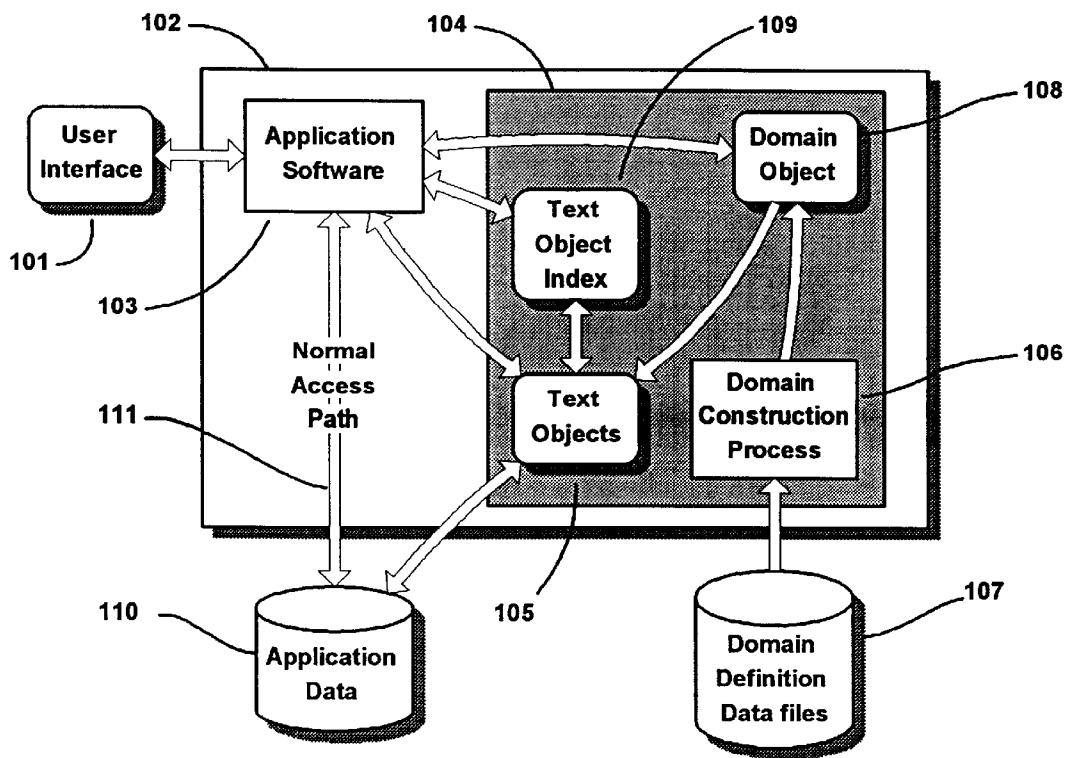 102
104
109
108
User
Interface
Application
Software
Domain
Object
Text
Object
Index
101
103
Normal
Access
Path
106
Text
Objects
Domain
Construction
Process
111
105
107
110
Application
Data
Domain
Definition
Data files